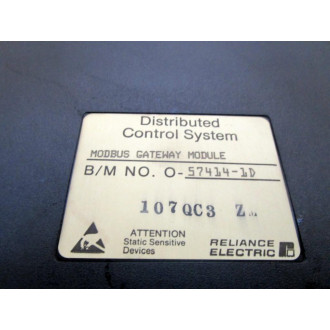 Distributed
Control System
MODBUS GATEWAY MODULE
B/M NO. O-57414-1D
107QC3 Z
ATTENTION
Static Sensitive
Devices
RELIANCE
ELECTRIC